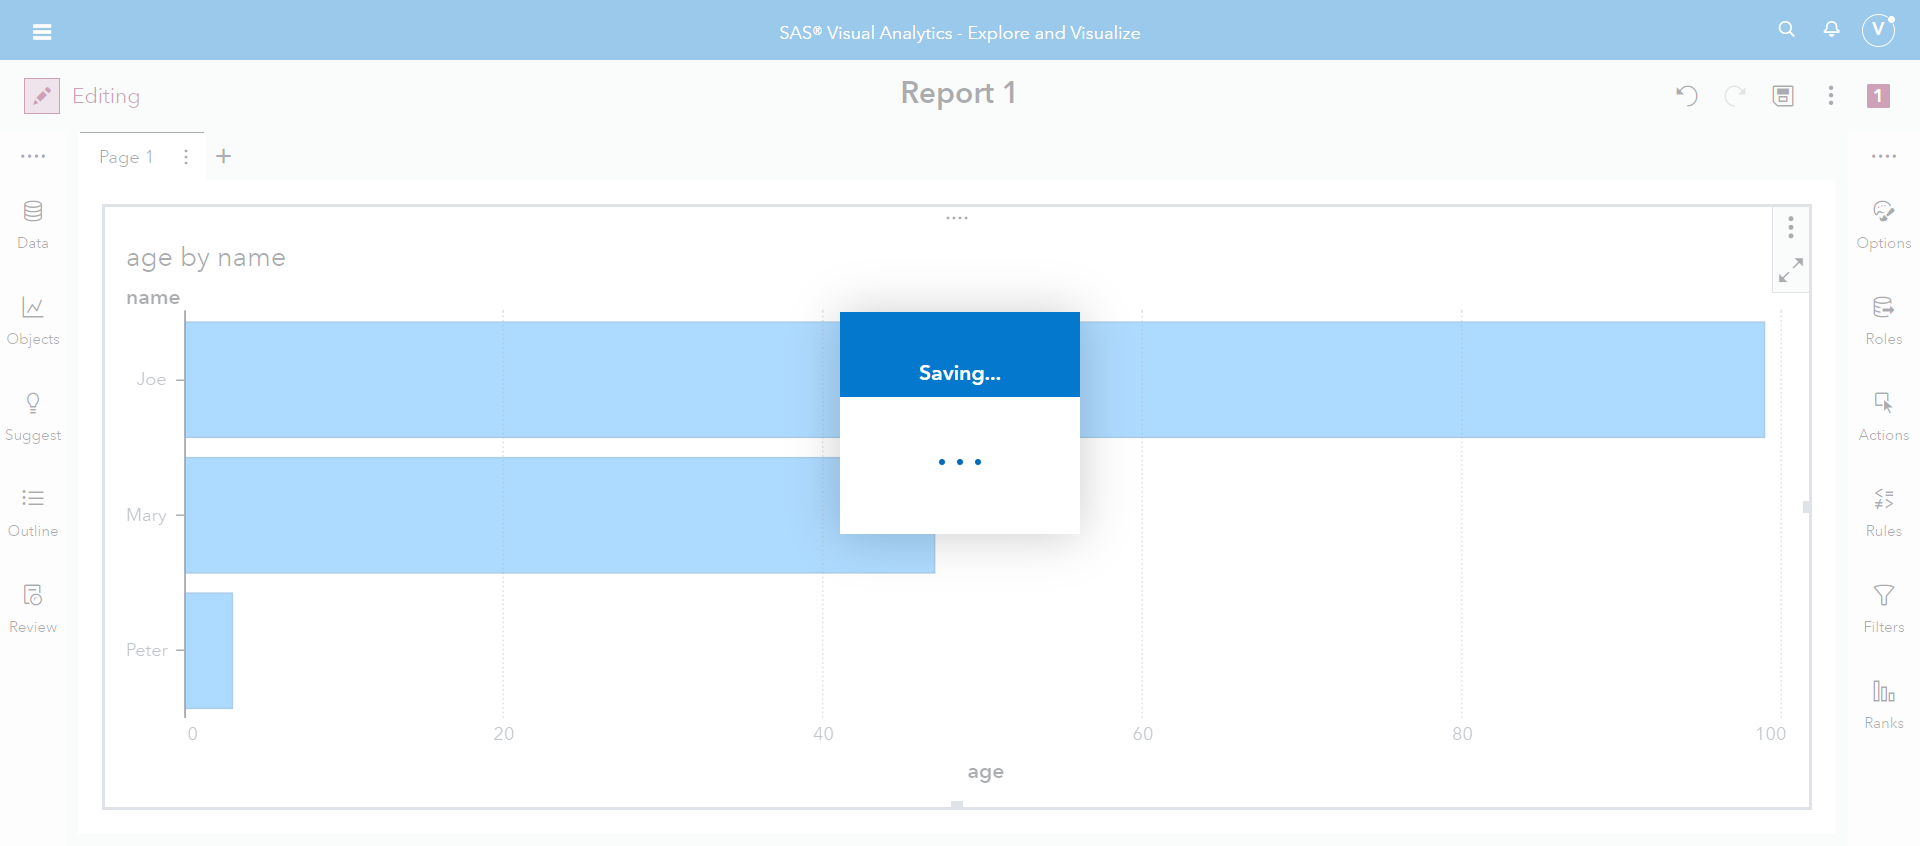 SAS® Visual Analytics - Explore and Visualize
V
Editing
Report 1
1
Page 1
Data
Objects
Suggest
Outline
Review
age by name
name
Joe
Mary
Peter
0 20 40 60 80 100
age
Saving...
Options
Roles
Actions
Rules
Filters
Ranks